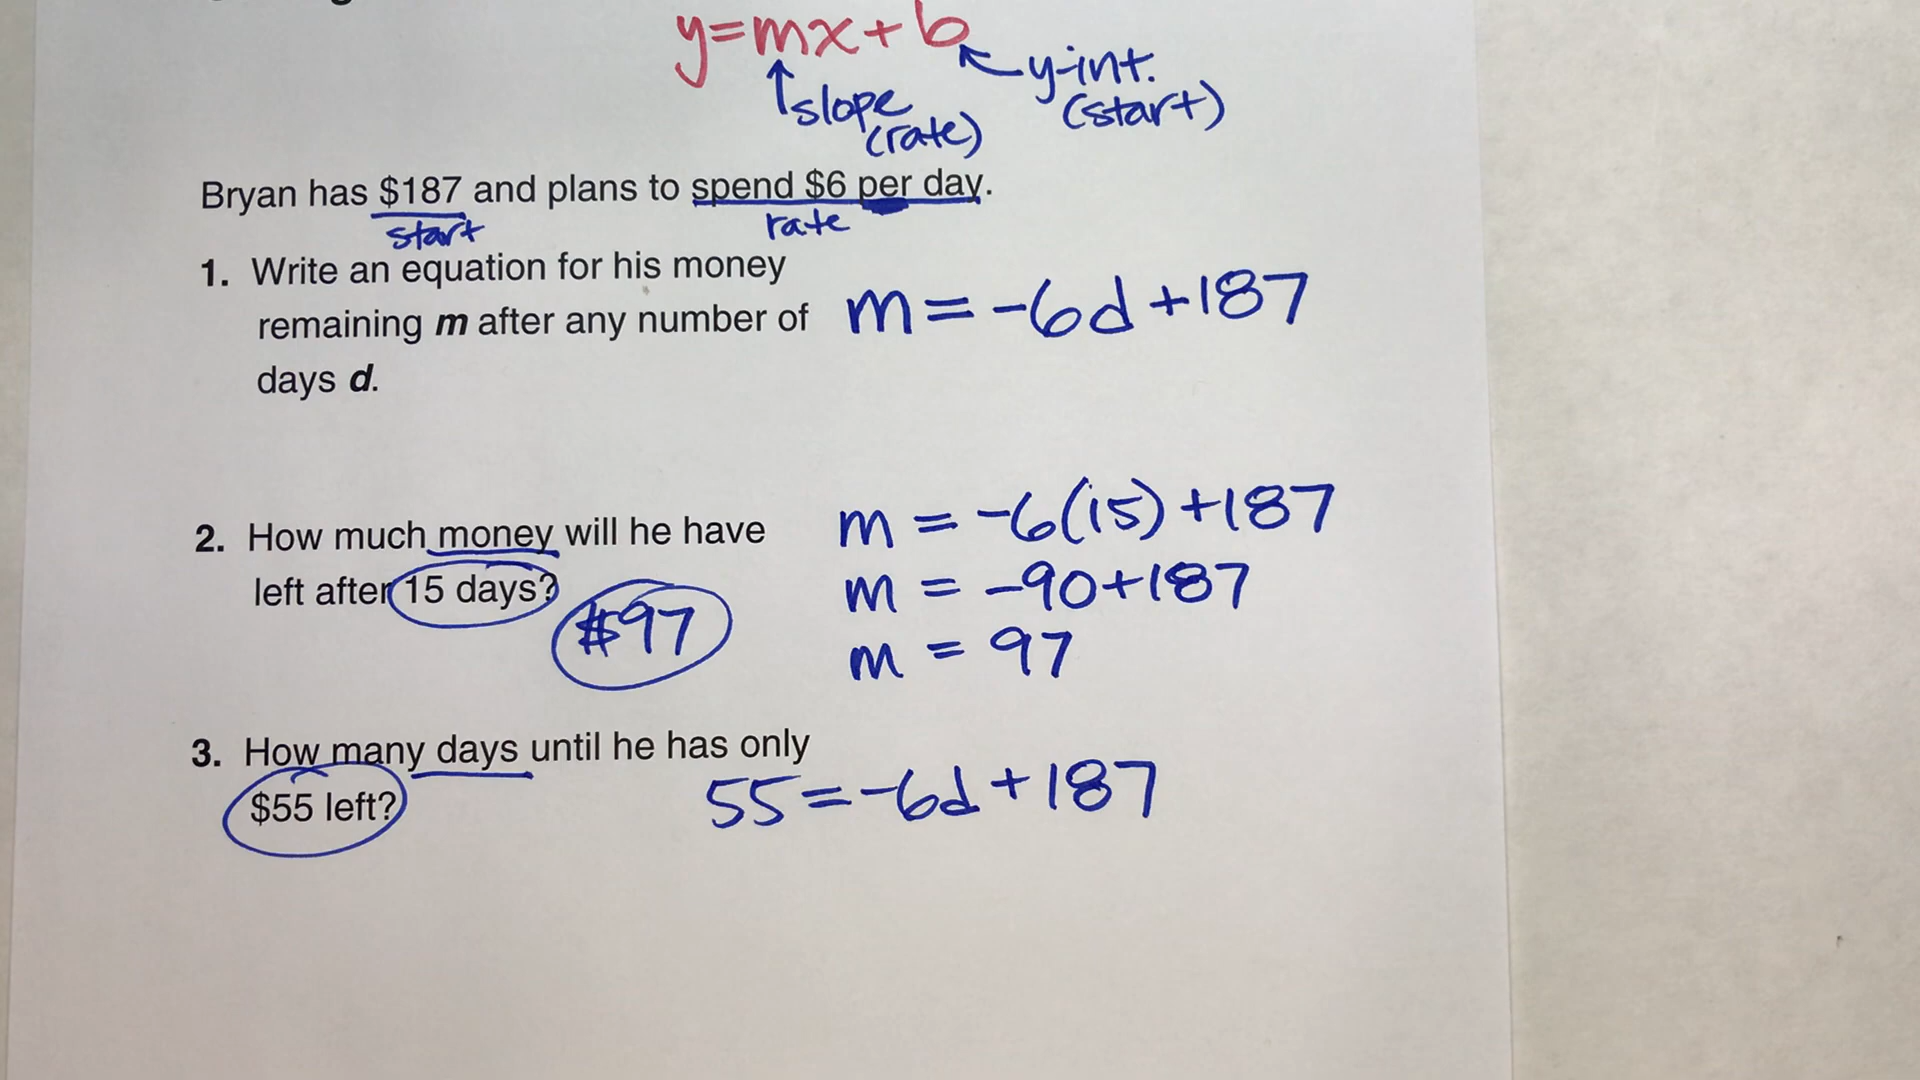 y=mx+b
y-int.
(start)
slope
(rate)
Bryan has $187 and plans to spend $6 per day.
start
rate
1. Write an equation for his money
remaining m after any number of
days d.
m = -6d +187
2. How much money will he have
left after 15 days?
$97
m = -6(15) +187
m = -90+187
m = 97
3. How many days until he has only
$55 left?
55 = -6d + 187